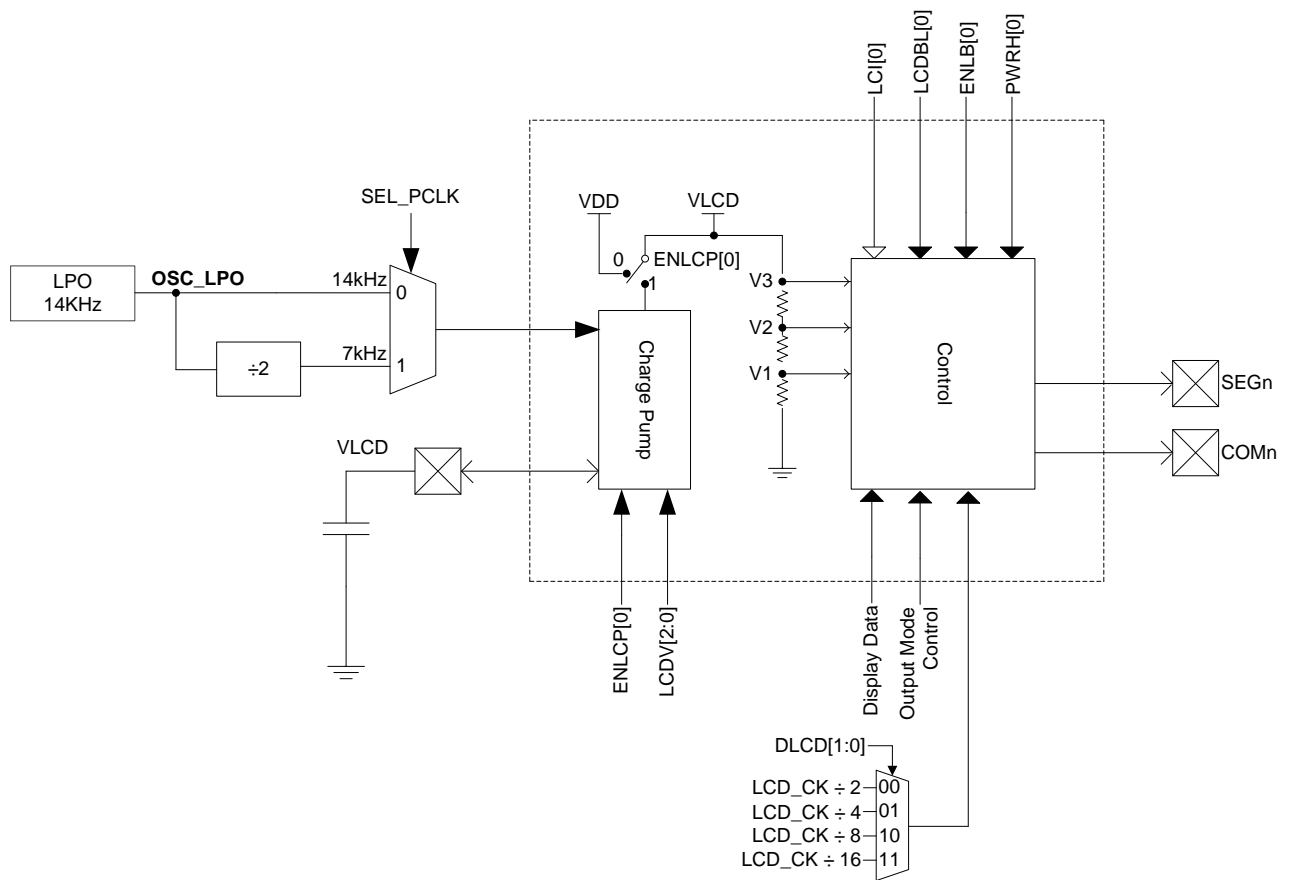 LCI[0]
LCDBL[0]
ENLB[0]
PWRH[0]
SEL_PCLK
VDD
VLCD
0
ENLCP[0]
1
LPO
14KHz
OSC_LPO
14kHz
0
7kHz
1
÷2
Charge Pump
V3
V2
V1
Control
SEGn
COMn
VLCD
ENLCP[0]
LCDV[2:0]
Display Data
Output Mode
Control
DLCD[1:0]
LCD_CK ÷ 2
00
LCD_CK ÷ 4
01
LCD_CK ÷ 8
10
LCD_CK ÷ 16
11